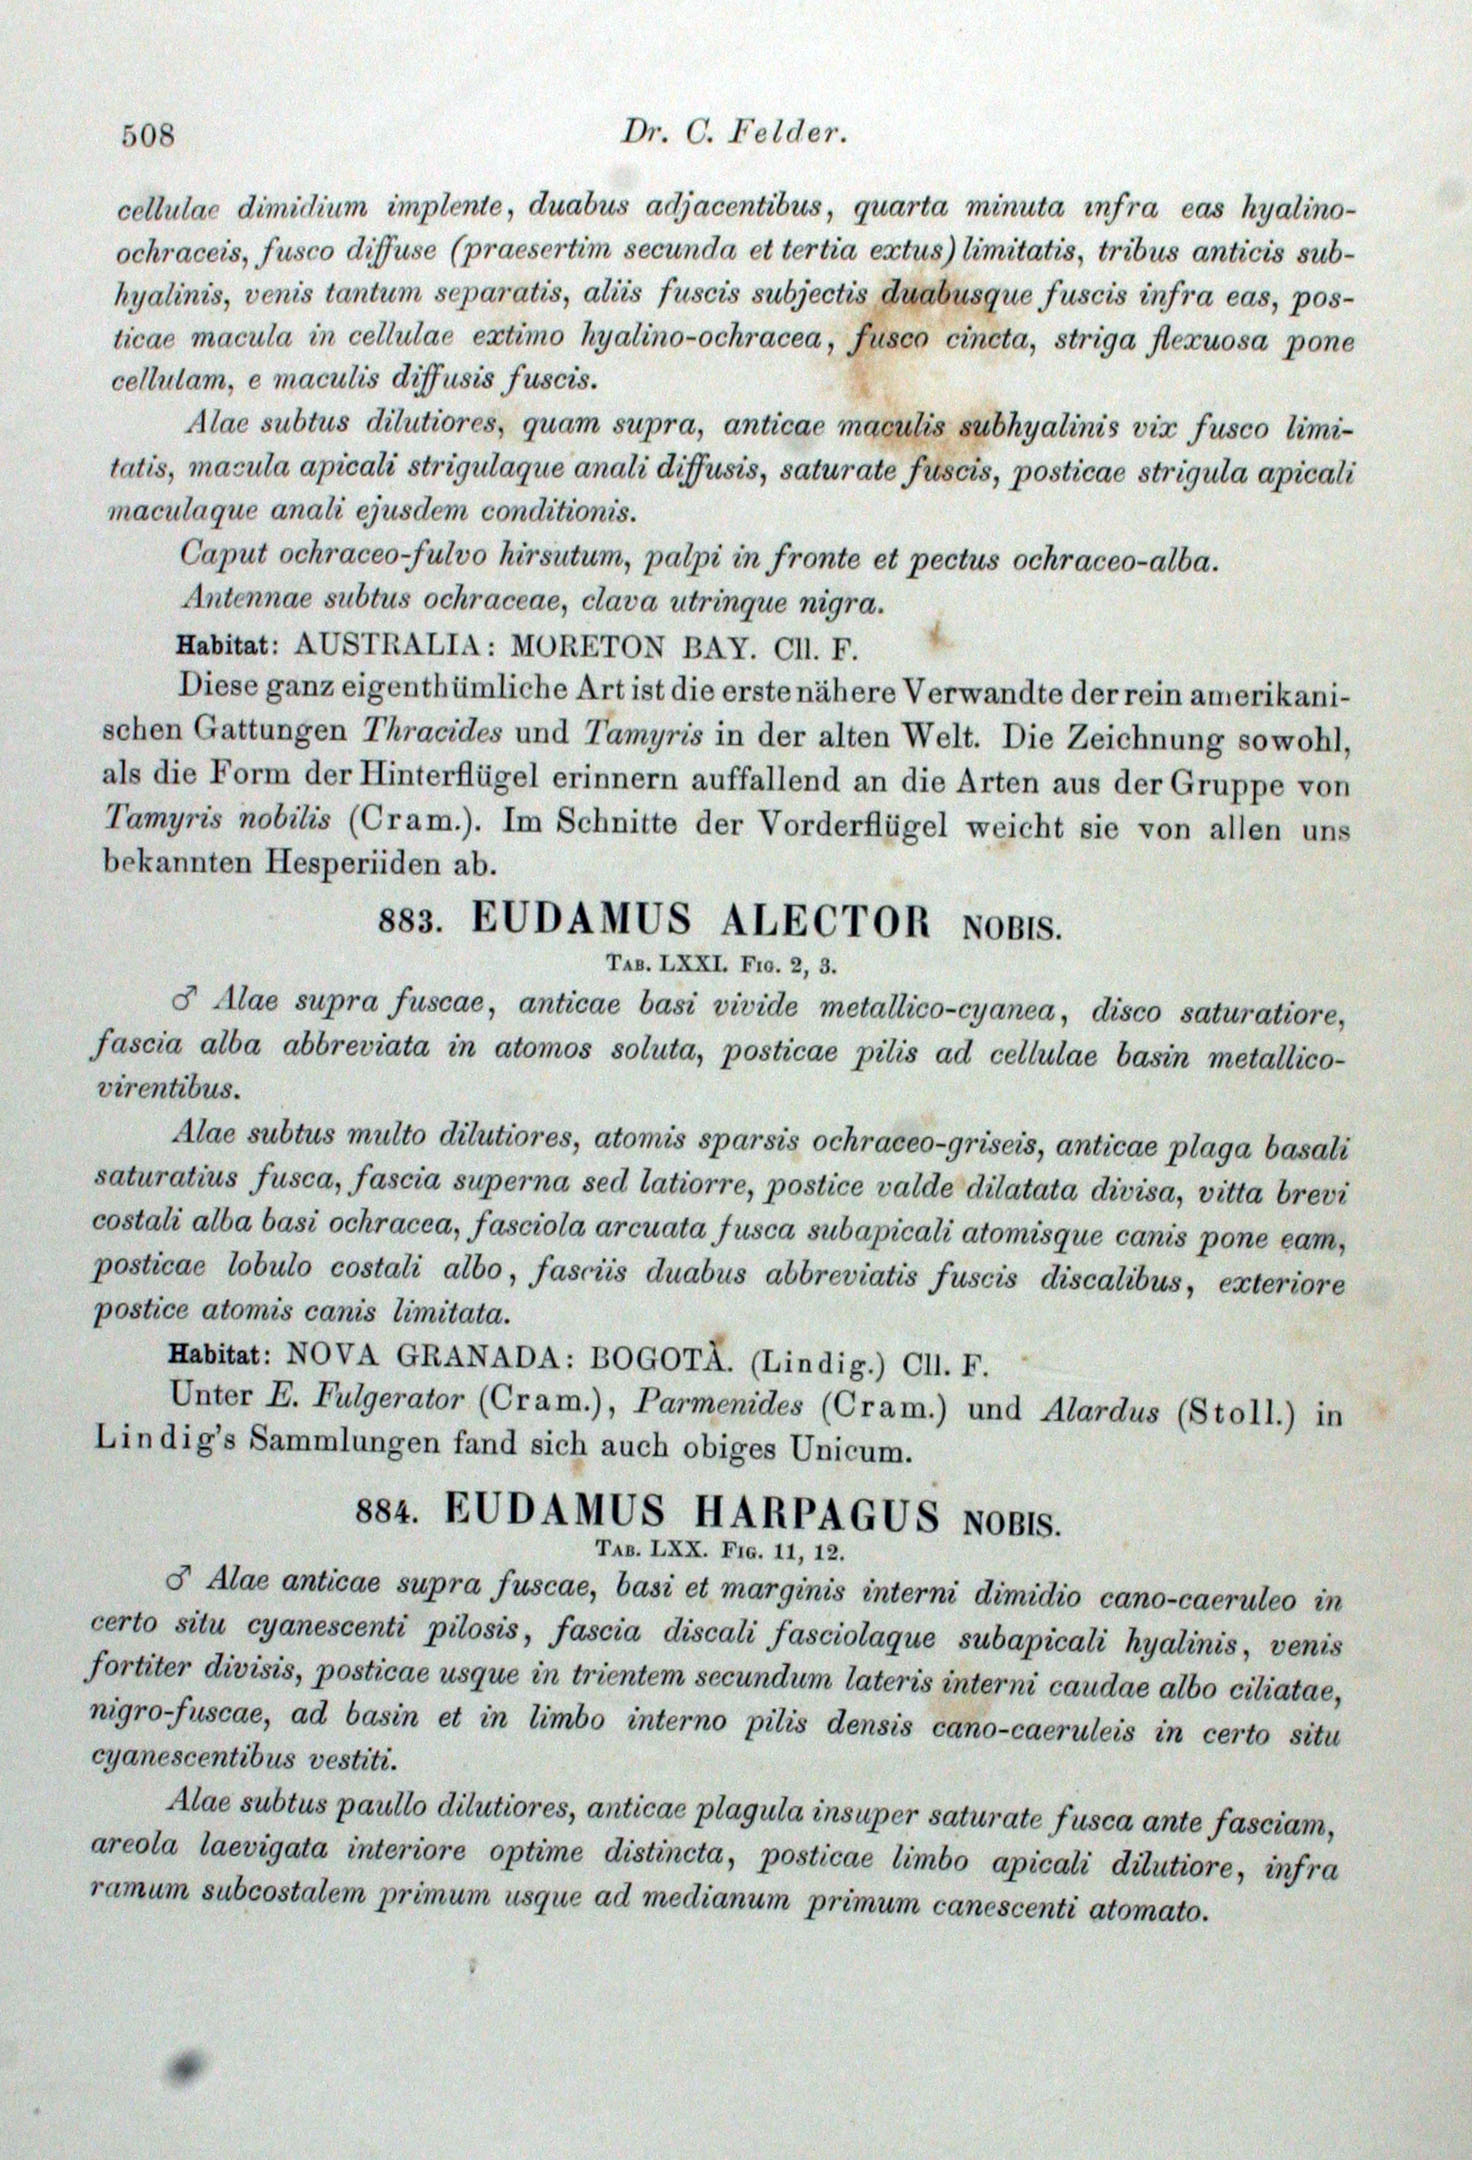 508
Dr. C. Felder.
cellulae dimidium implente, duabus adjacentibus, quarta minuta infra eas hyalino-
ochraceis, fusco diffuse (praesertim secunda et tertia extus) limitatis, tribus anticis sub-
hyalinis, venis tantum separatis, aliis fuscis subjectis duabusque fuscis infra eas, pos-
ticae macula in cellulae extimo hyalino-ochracea, fusco cincta, striga flexuosa pone
cellulam, e maculis diffusis fuscis.
Alae subtus dilutiores, quam supra, anticae maculis subhyalinis vix fusco limi-
tatis, macula apicali strigulaque anali diffusis, saturate fuscis, posticae strigula apicali
maculaque anali ejusdem conditionis.
Caput ochraceo-fulvo hirsutum, palpi in fronte et pectus ochraceo-alba.
Antennae subtus ochraceae, clava utrinque nigra.
Habitat: AUSTRALIA: MORETON BAY. Cll. F.
Diese ganz eigenthümliche Art ist die erste nähere Verwandte der rein amerikani-
schen Gattungen Thracides und Tamyris in der alten Welt. Die Zeichnung sowohl,
als die Form der Hinterflügel erinnern auffallend an die Arten aus der Gruppe von
Tamyris nobilis (Cram.). Im Schnitte der Vorderflügel weicht sie von allen uns
bekannten Hesperiiden ab.
883. EUDAMUS ALECTOR NOBIS.
TAB. LXXI. FIG. 2, 3.
♂ Alae supra fuscae, anticae basi vivide metallico-cyanea, disco saturatiore,
fascia alba abbreviata in atomos soluta, posticae pilis ad cellulae basin metallico-
virentibus.
Alae subtus multo dilutiores, atomis sparsis ochraceo-griseis, anticae plaga basali
saturatius fusca, fascia superna sed latiorre, postice valde dilatata divisa, vitta brevi
costali alba basi ochracea, fasciola arcuata fusca subapicali atomisque canis pone eam,
posticae lobulo costali albo, fasciis duabus abbreviatis fuscis discalibus, exteriore
postice atomis canis limitata.
Habitat: NOVA GRANADA: BOGOTÀ. (Lindig.) Cll. F.
Unter E. Fulgerator (Cram.), Parmenides (Cram.) und Alardus (Stoll.) in
Lindig's Sammlungen fand sich auch obiges Unicum.
884. EUDAMUS HARPAGUS NOBIS.
TAB. LXX. FIG. 11, 12.
♂ Alae anticae supra fuscae, basi et marginis interni dimidio cano-caeruleo in
certo situ cyanescenti pilosis, fascia discali fasciolaque subapicali hyalinis, venis
fortiter divisis, posticae usque in trientem secundum lateris interni caudae albo ciliatae,
nigro-fuscae, ad basin et in limbo interno pilis densis cano-caeruleis in certo situ
cyanescentibus vestiti.
Alae subtus paullo dilutiores, anticae plagula insuper saturate fusca ante fasciam,
areola laevigata interiore optime distincta, posticae limbo apicali dilutiore, infra
ramum subcostalem primum usque ad medianum primum canescenti atomato.